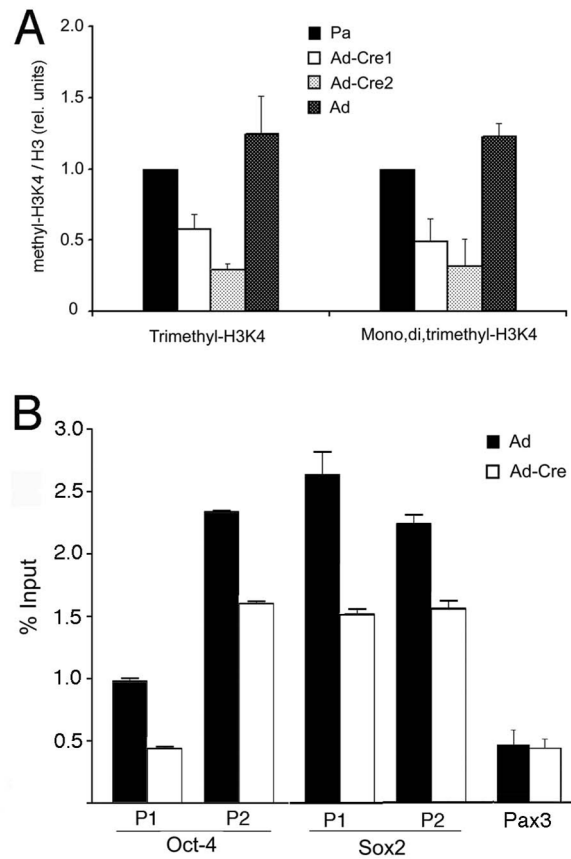 A
Pa
Ad-Cre1
Ad-Cre2
Ad
methyl-H3K4 / H3 (rel. units)
2.0
1.5
1.0
0.5
0
Trimethyl-H3K4
Mono,di,trimethyl-H3K4
B
Ad
Ad-Cre
% Input
3.0
2.5
2.0
1.5
1.0
0.5
P1 P2 P1 P2 Pax3
Oct-4 Sox2